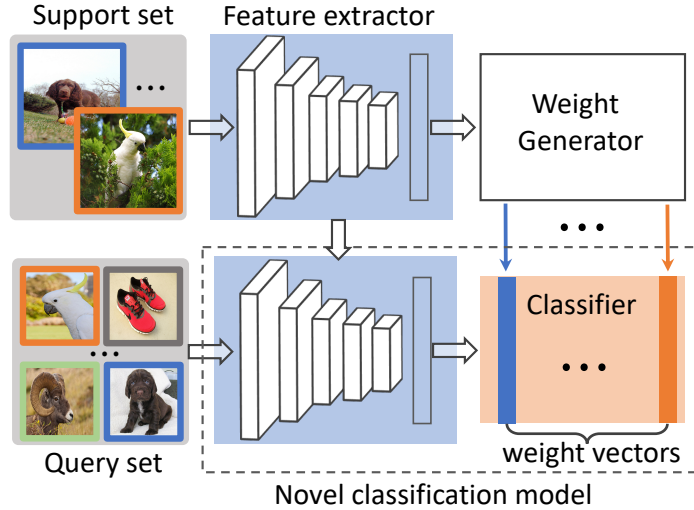 Support set
Feature extractor
Weight
Generator
Classifier
Query set
weight vectors
Novel classification model